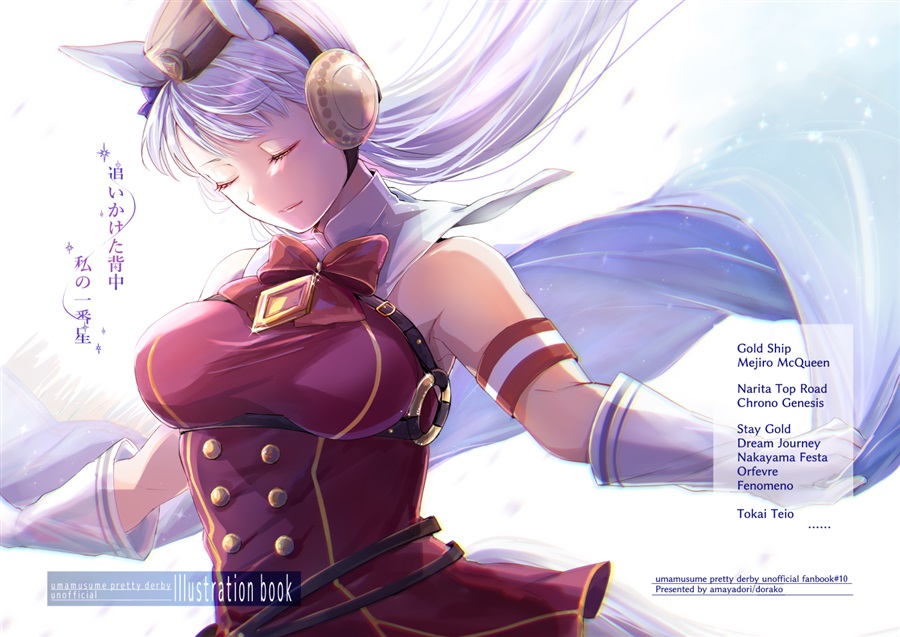 追いかけた背中
私の一番星
Gold Ship
Mejiro McQueen
Narita Top Road
Chrono Genesis
Stay Gold
Dream Journey
Nakayama Festa
Orfevre
Fenomeno
Tokai Teio
......
umamusume pretty derby
unofficial
Illustration book
umamusume pretty derby unofficial fanbook#10
Presented by amayadori/dorako